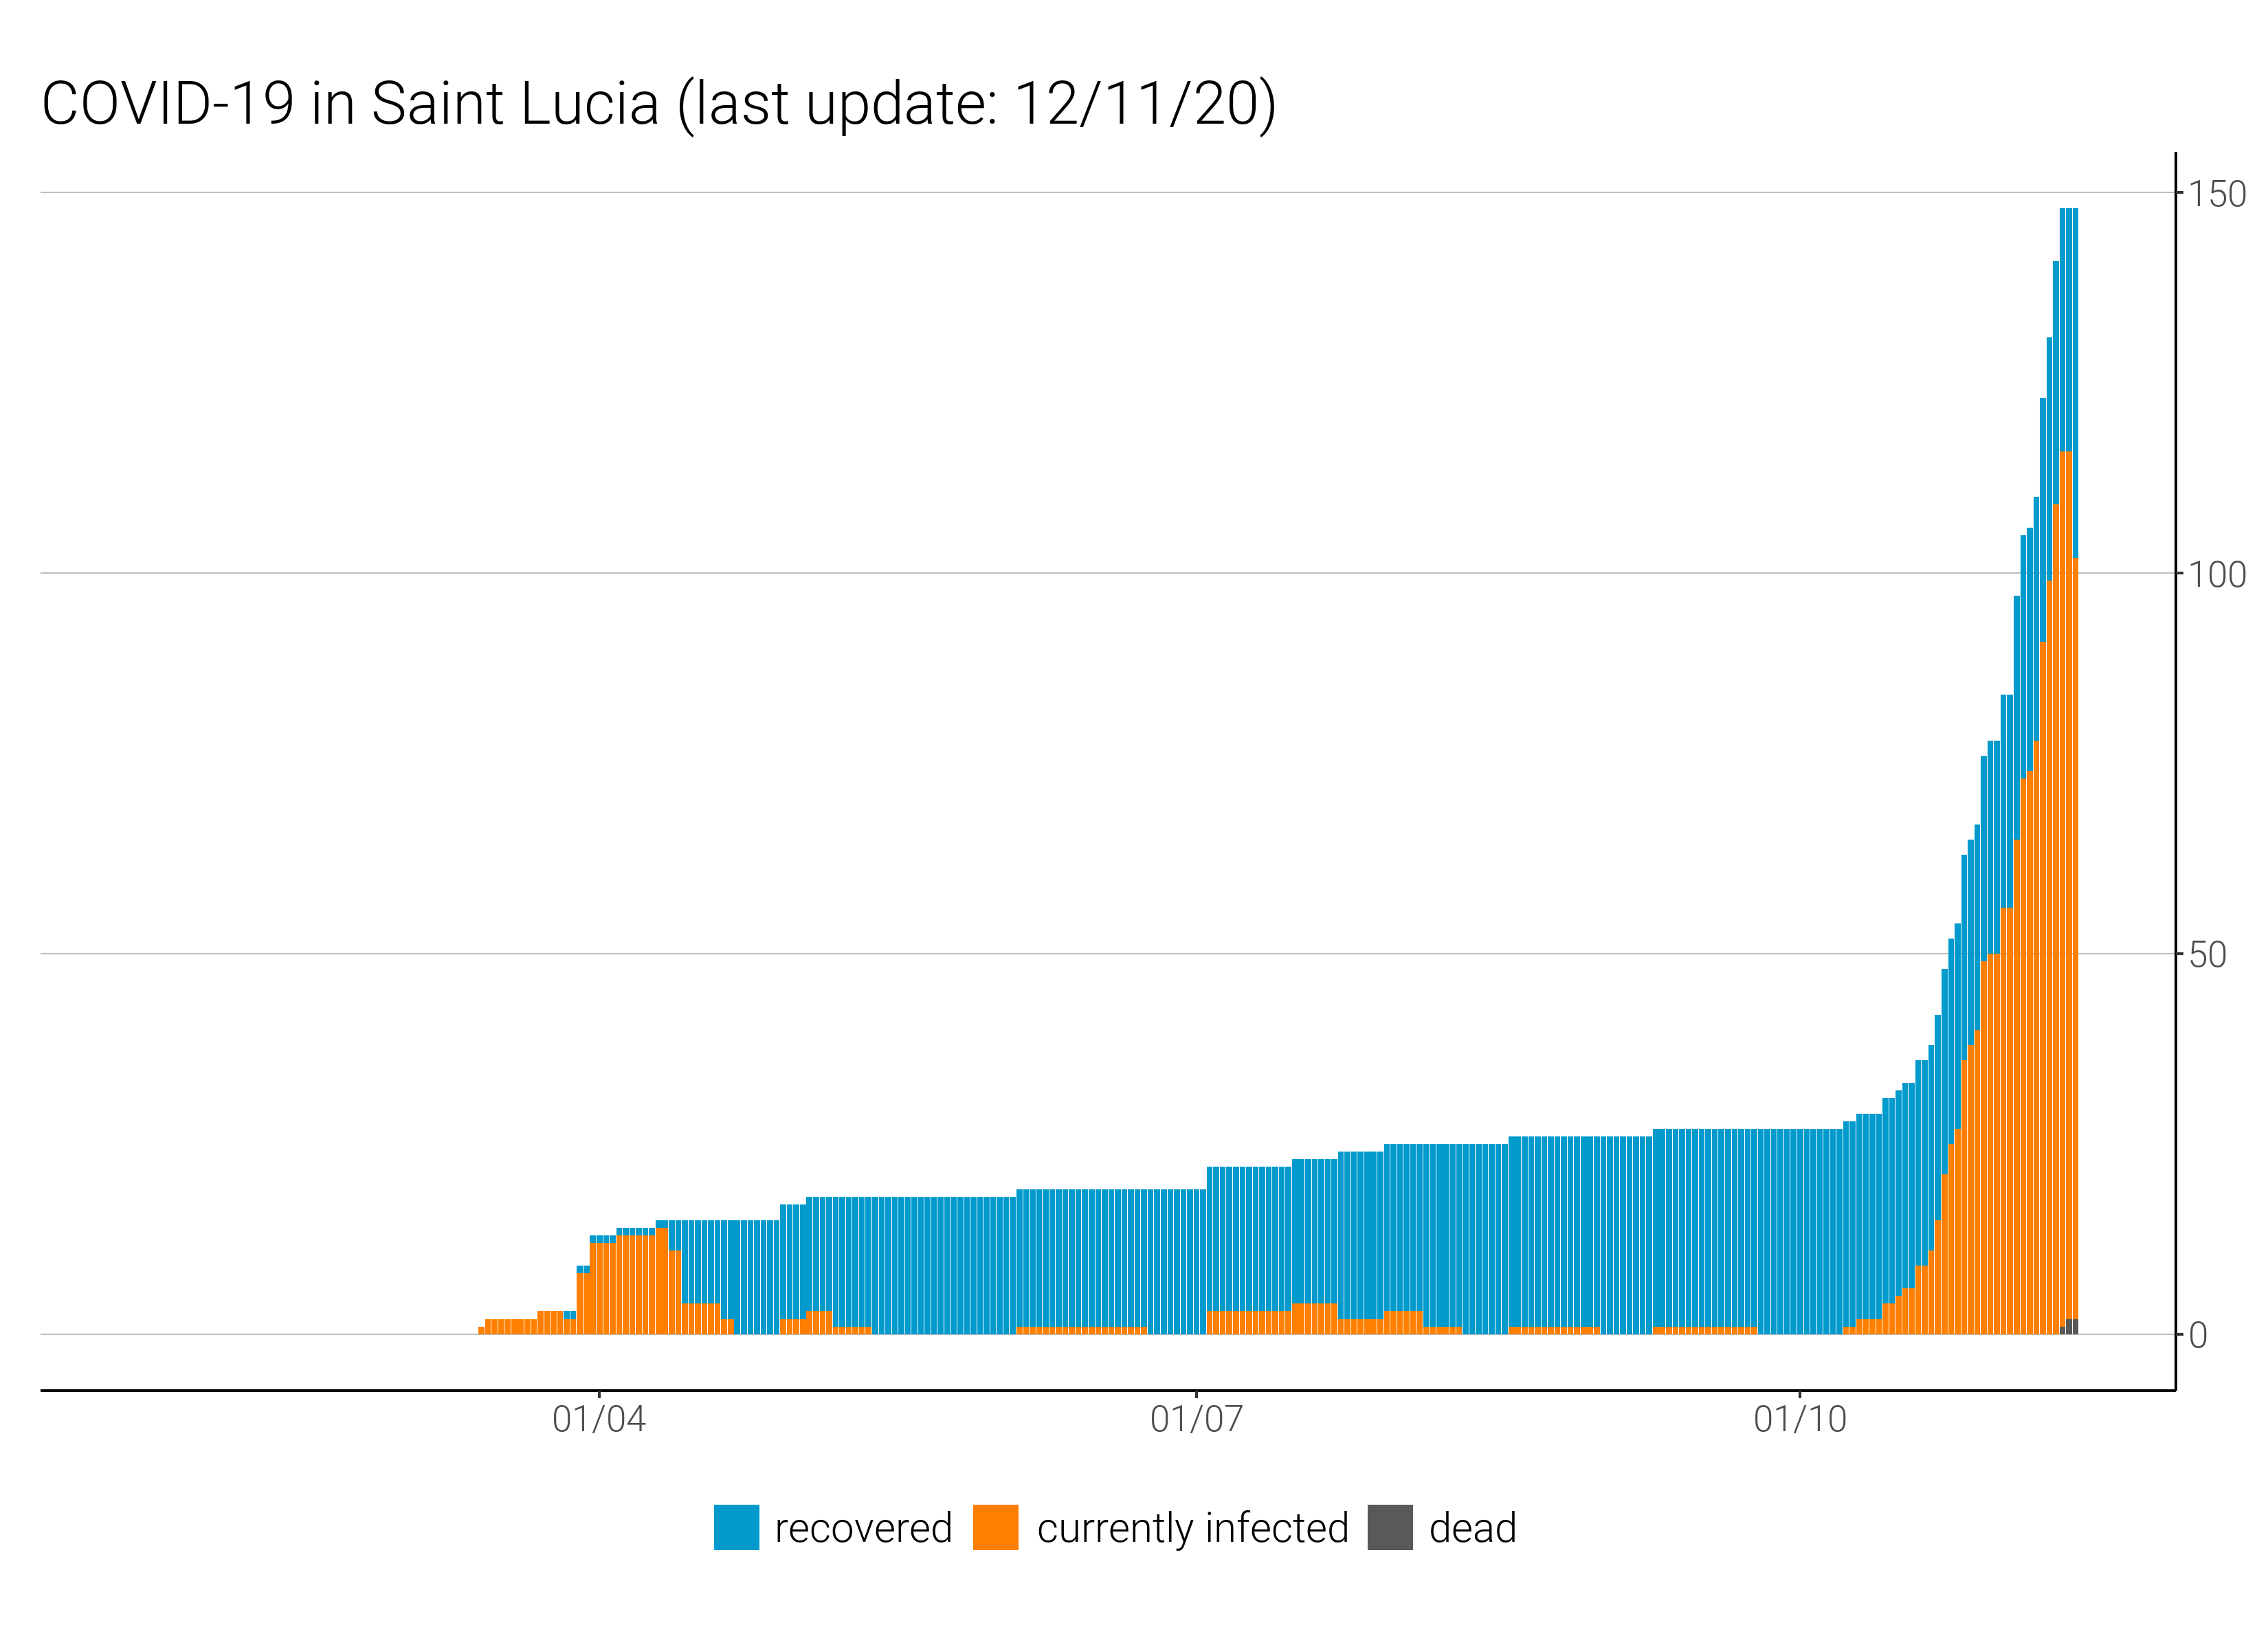 COVID-19 in Saint Lucia (last update: 12/11/20)
150
100
50
0
01/04 01/07 01/10
recovered currently infected dead